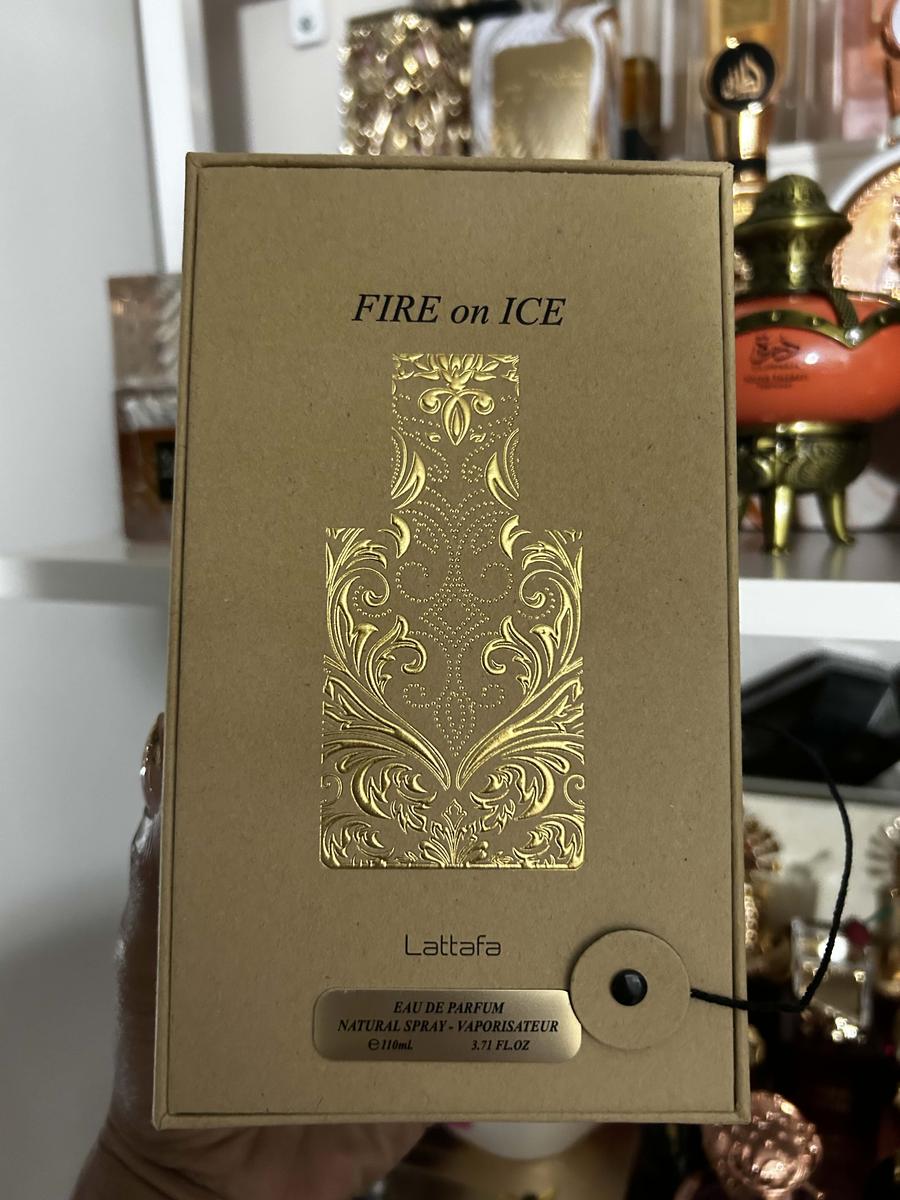 FIRE on ICE
Lattafa
EAU DE PARFUM
NATURAL SPRAY - VAPORISATEUR
℮110ml. 3.71 FL.OZ